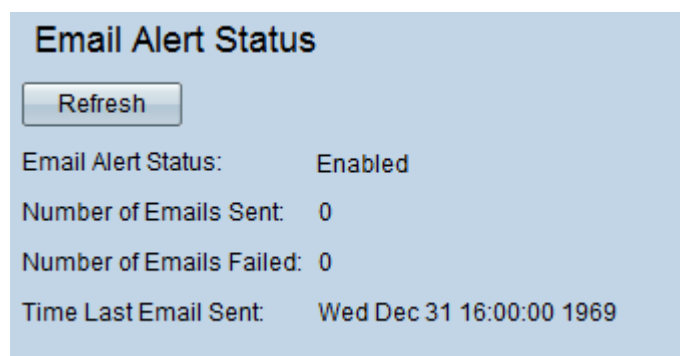 Email Alert Status
Refresh
Email Alert Status: Enabled
Number of Emails Sent: 0
Number of Emails Failed: 0
Time Last Email Sent: Wed Dec 31 16:00:00 1969